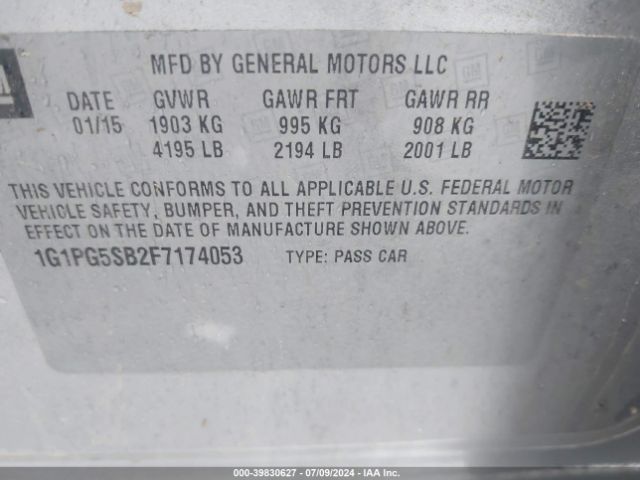 GM
MFD BY GENERAL MOTORS LLC
DATE GVWR GAWR FRT GAWR RR
01/15 1903 KG 995 KG 908 KG
4195 LB 2194 LB 2001 LB
THIS VEHICLE CONFORMS TO ALL APPLICABLE U.S. FEDERAL MOTOR
VEHICLE SAFETY, BUMPER, AND THEFT PREVENTION STANDARDS IN
EFFECT ON THE DATE OF MANUFACTURE SHOWN ABOVE.
1G1PG5SB2F7174053 TYPE: PASS CAR
000-39830627 / 07/09/2024 - IAA Inc.